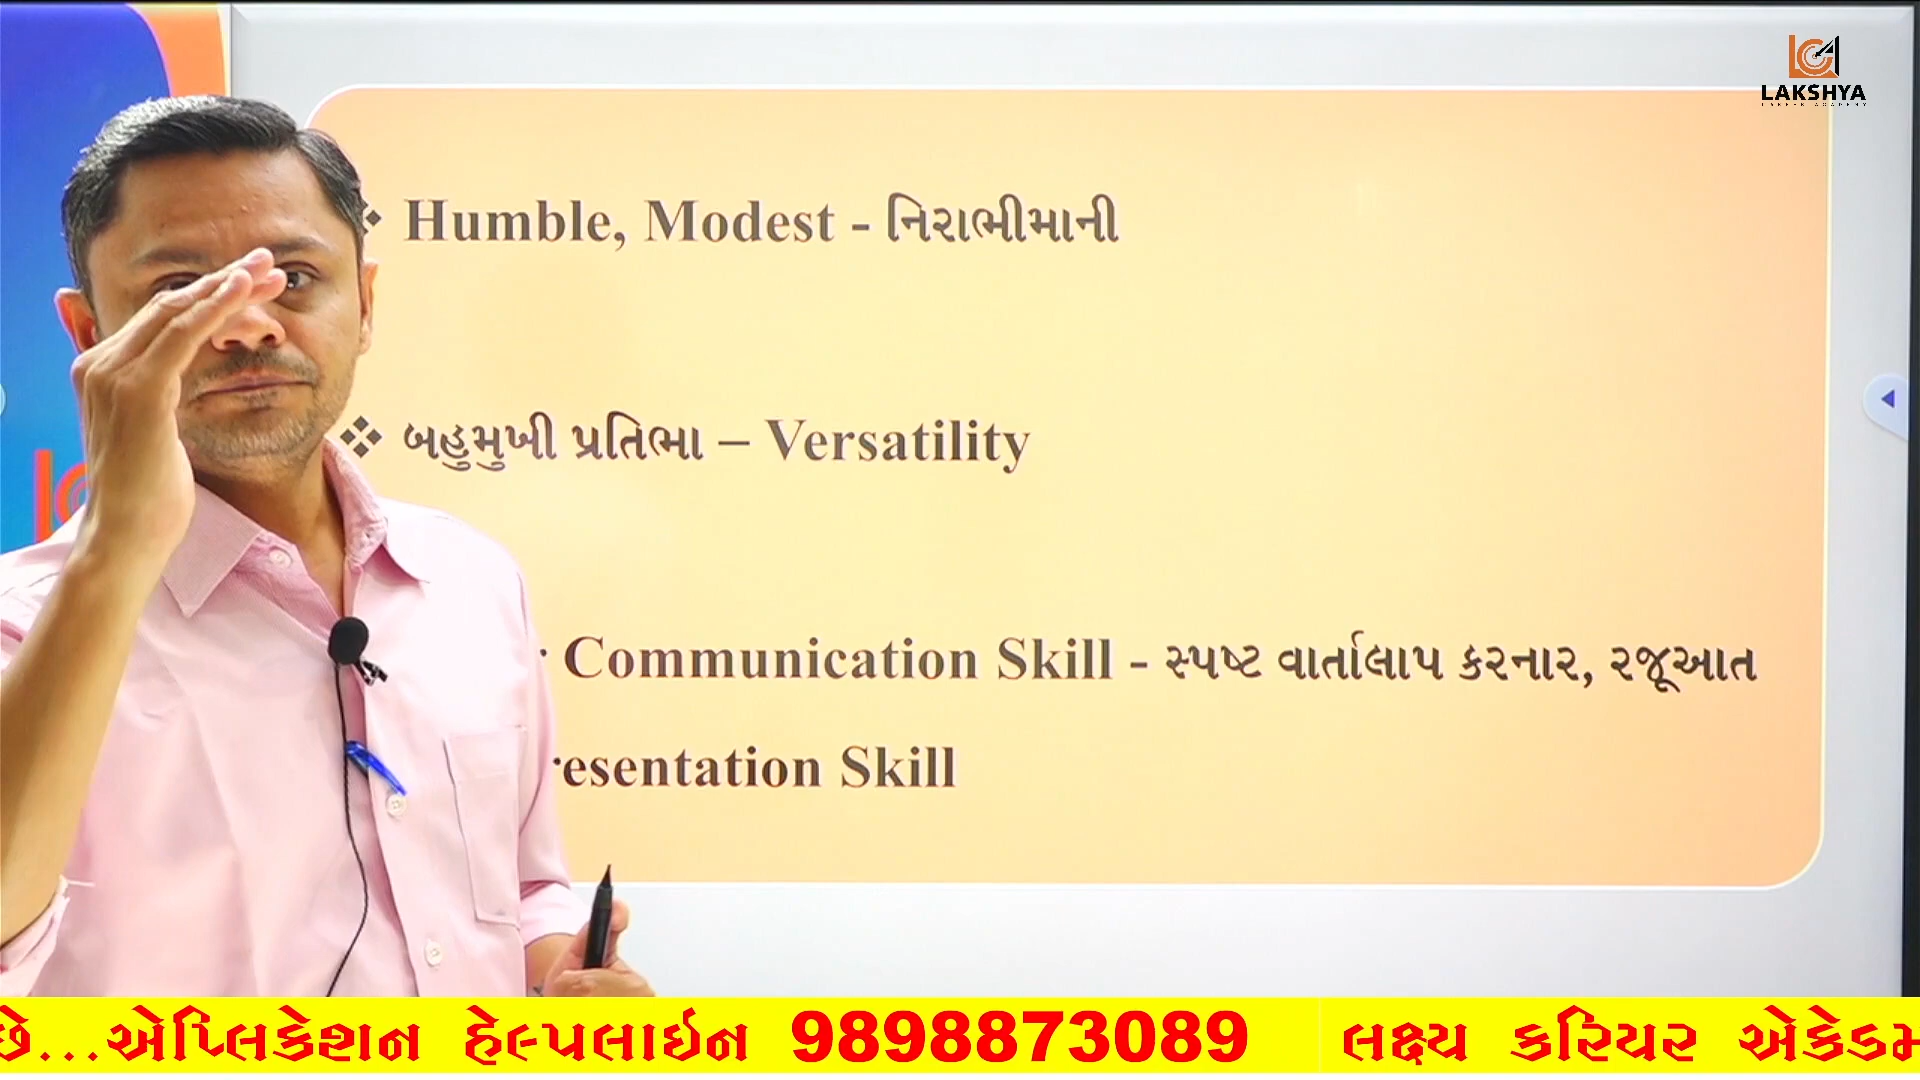 LAKSHYA
Humble, Modest - નિરાભીમાની
બહુમુખી પ્રતિભા – Versatility
Communication Skill - સ્પષ્ટ વાર્તાલાપ કરનાર, રજૂઆત
resentation Skill
છે...એપ્લિકેશન હેલ્પલાઈન 9898873089 લક્ષ્ય કરિયર એકેડમ